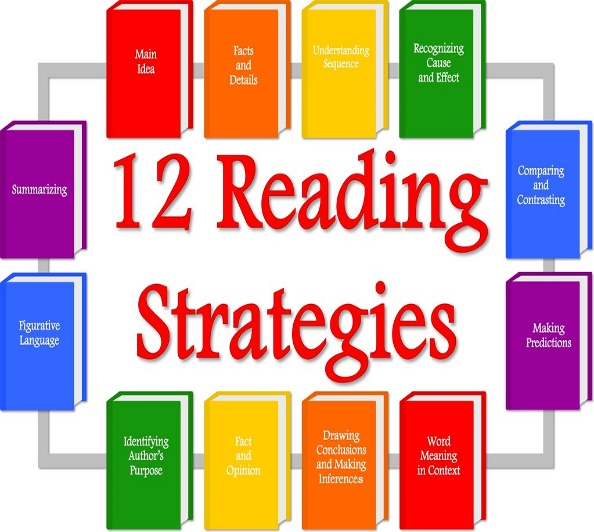 Main
Idea
Facts
and
Details
Understanding
Sequence
Recognizing
Cause
and Effect
Summarizing
12 Reading
Strategies
Comparing
and
Contrasting
Figurative
Language
Making
Predictions
Identifying
Author's
Purpose
Fact
and
Opinion
Drawing
Conclusions
and Making
Inferences
Word
Meaning
in Context